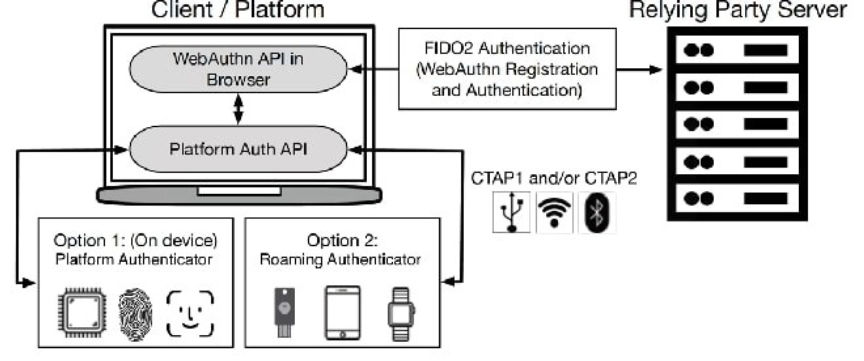 Client / Platform
Relying Party Server
WebAuthn API in
Browser
FIDO2 Authentication
(WebAuthn Registration
and Authentication)
Platform Auth API
CTAP1 and/or CTAP2
Option 1: (On device)
Platform Authenticator
Option 2:
Roaming Authenticator